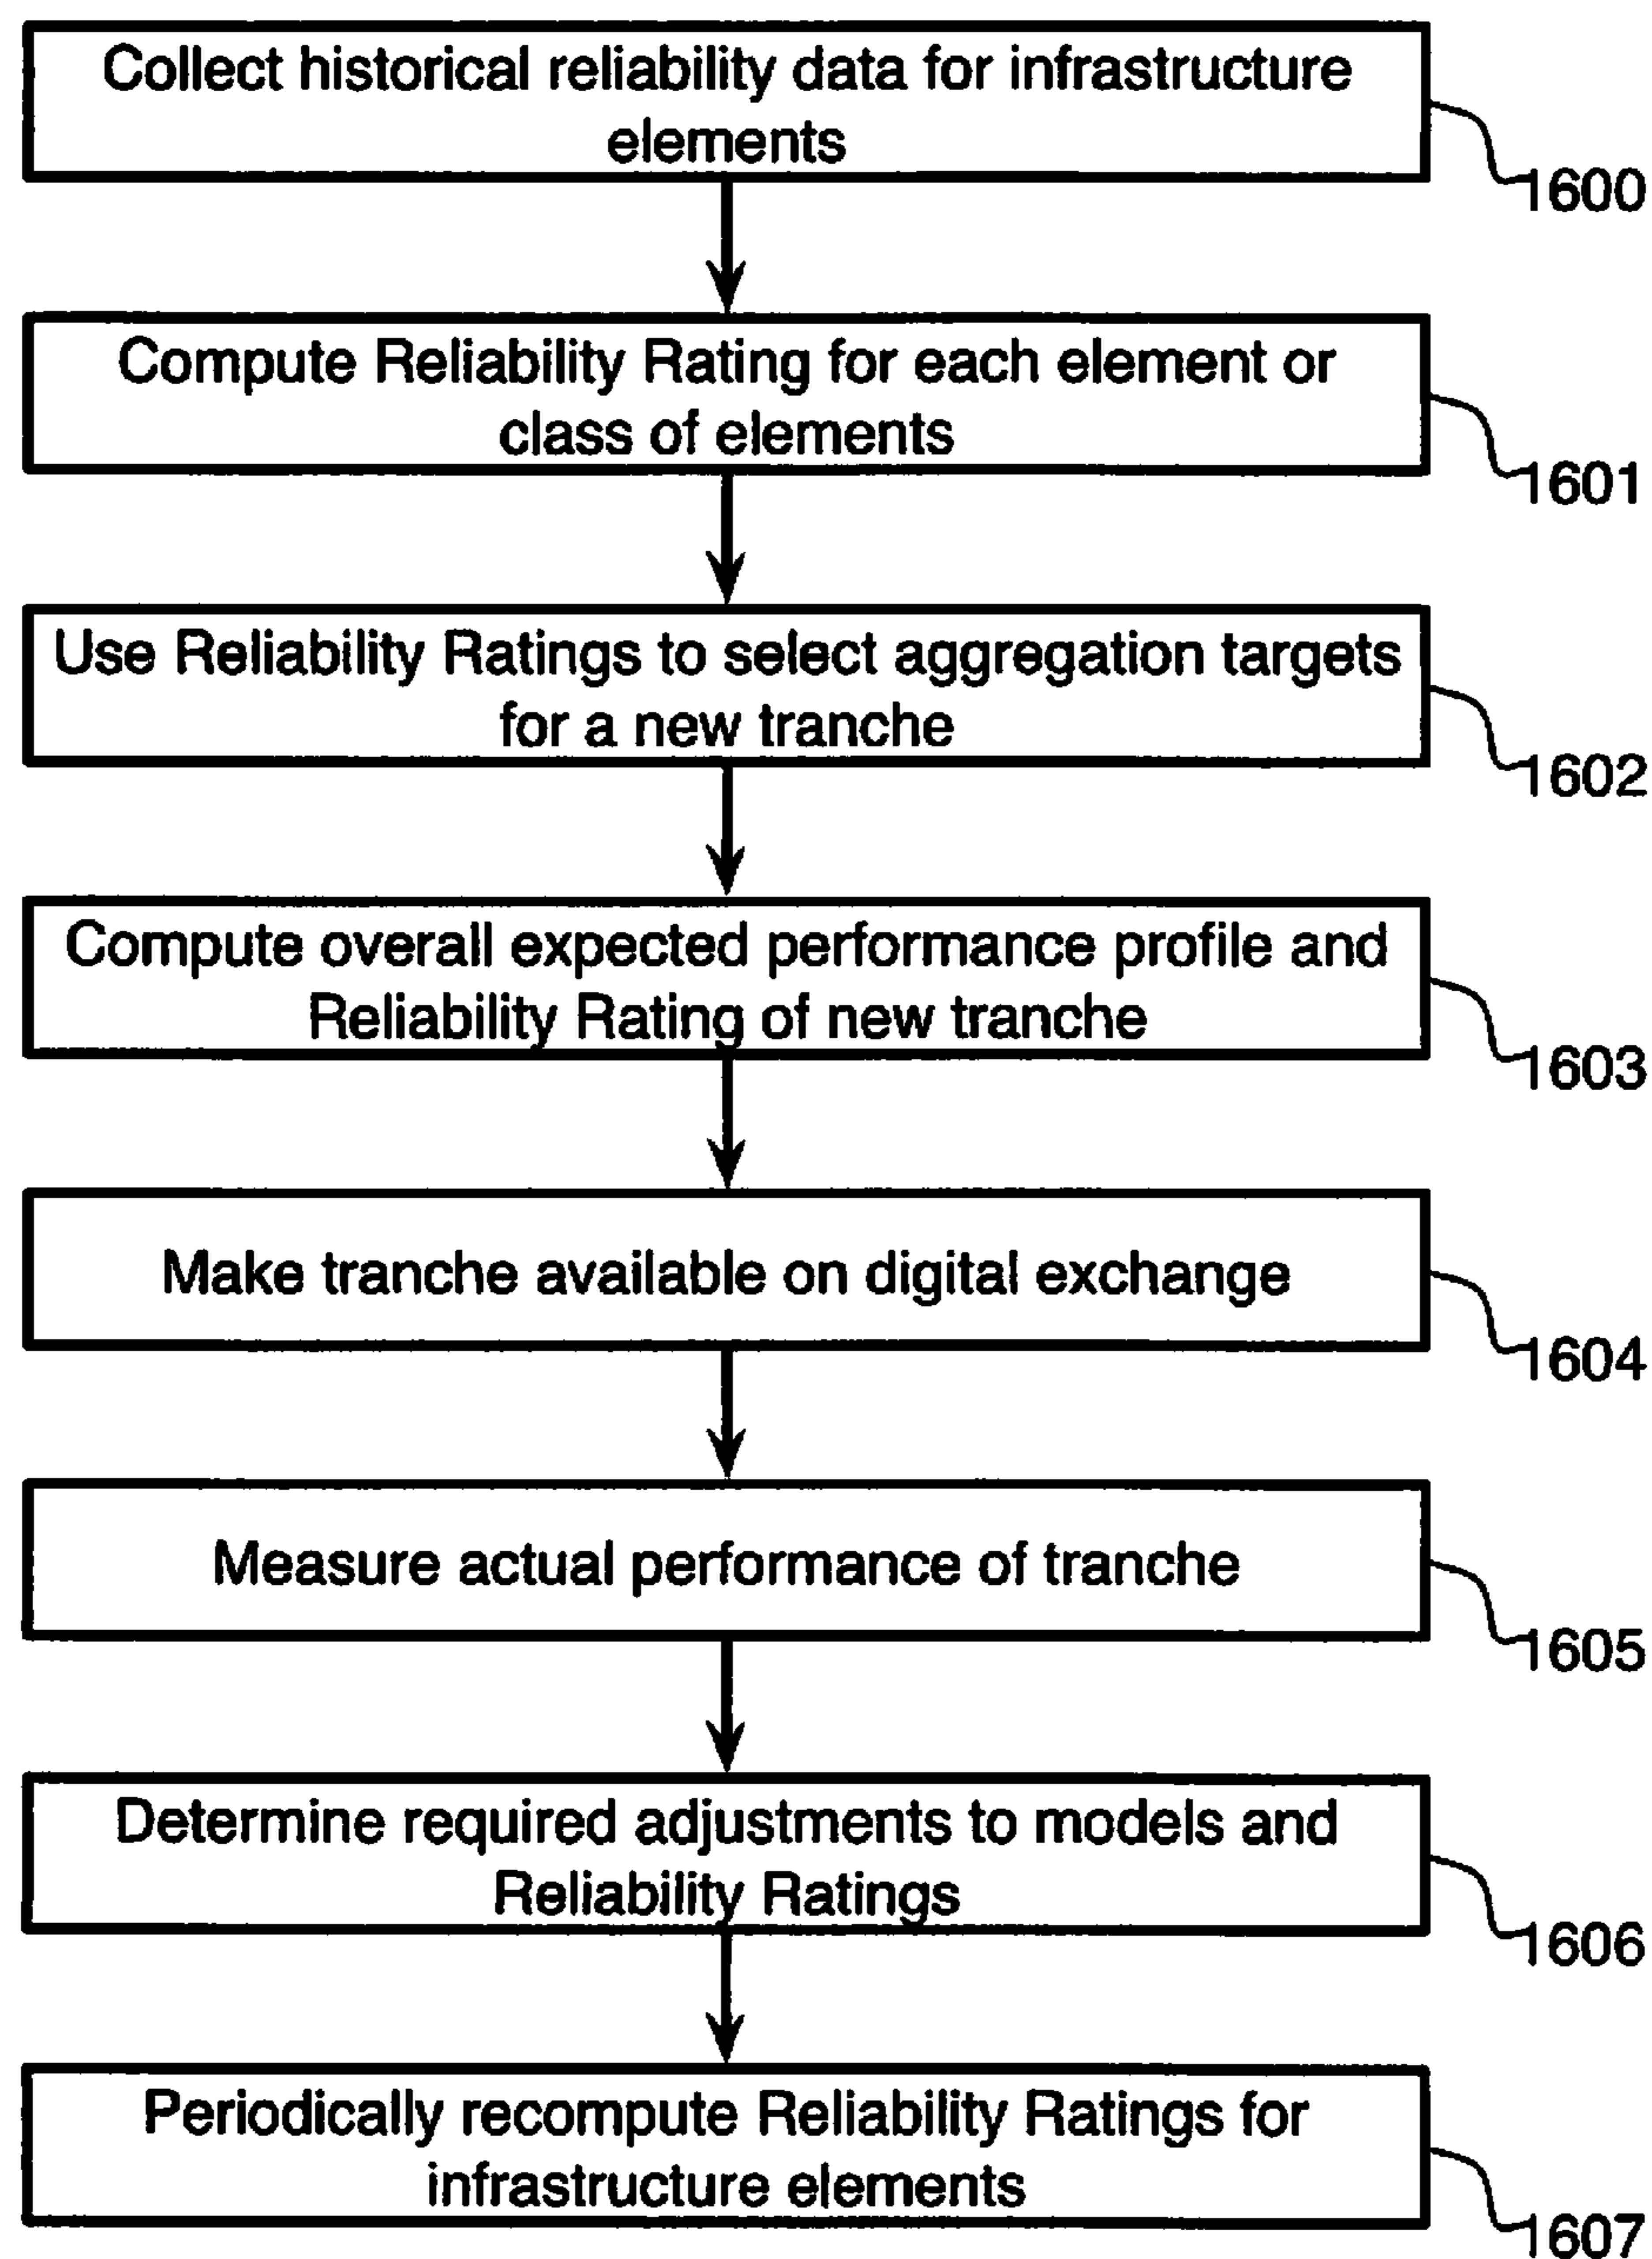 Collect historical reliability data for infrastructure
elements
1600
Compute Reliability Rating for each element or
class of elements
1601
Use Reliability Ratings to select aggregation targets
for a new tranche
1602
Compute overall expected performance profile and
Reliability Rating of new tranche
1603
Make tranche available on digital exchange
1604
Measure actual performance of tranche
1605
Determine required adjustments to models and
Reliability Ratings
1606
Periodically recompute Reliability Ratings for
infrastructure elements
1607